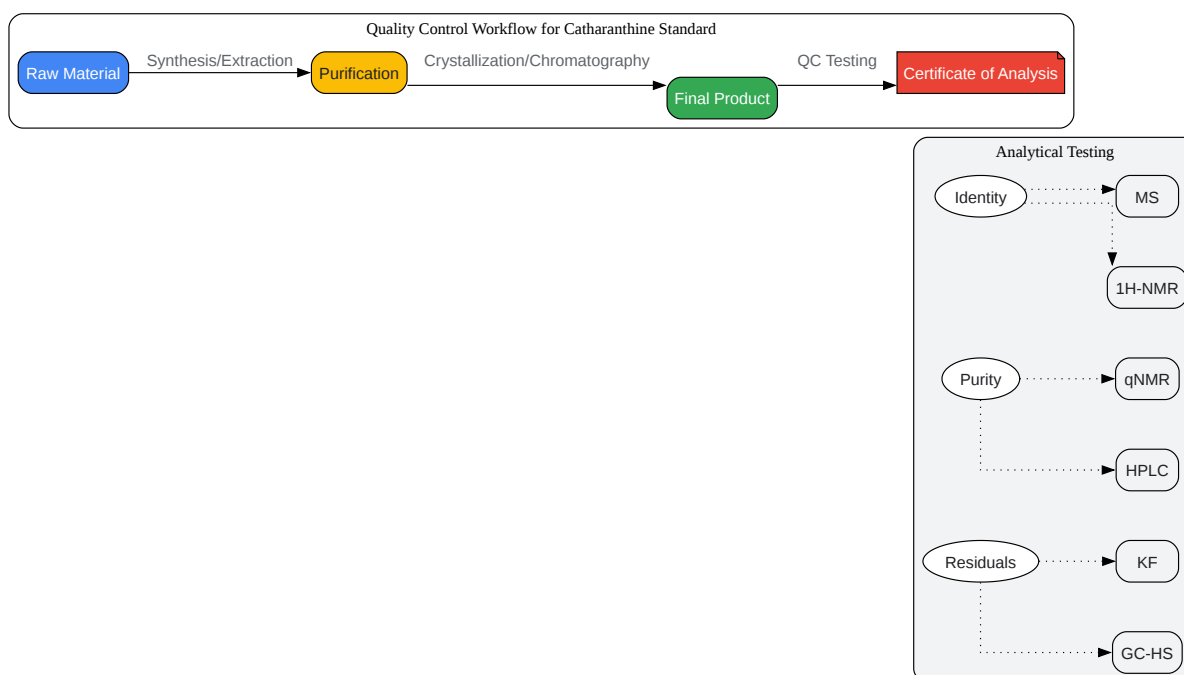 Quality Control Workflow for Catharanthine Standard
Raw Material
Synthesis/Extraction
Purification
Crystallization/Chromatography
Final Product
QC Testing
Certificate of Analysis
Analytical Testing
Identity
MS
1H-NMR
Purity
qNMR
HPLC
Residuals
KF
GC-HS